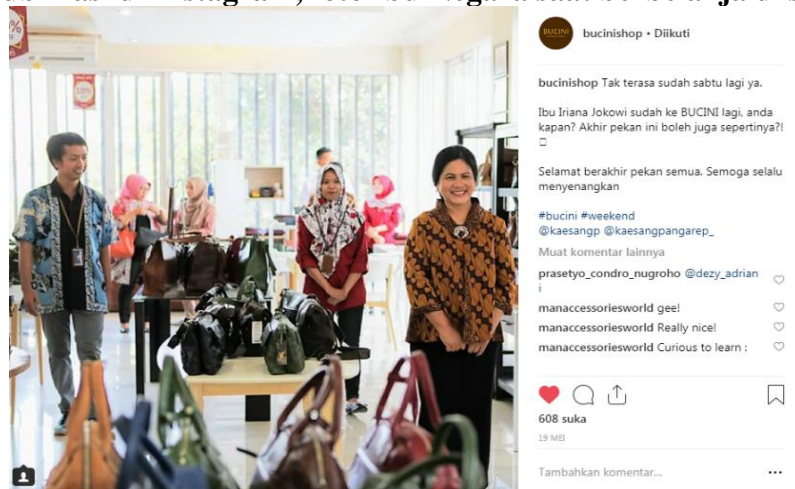 BUCINI
bucinishop • Diikuti
bucinishop Tak terasa sudah sabtu lagi ya.
Ibu Iriana Jokowi sudah ke BUCINI lagi, anda
kapan? Akhir pekan ini boleh juga sepertinya?!
Selamat berakhir pekan semua. Semoga selalu
menyenangkan
#bucini #weekend
@kaesangp @kaesangpangarep_
Muat komentar lainnya
prasetyo_condro_nugroho @dezy_adrian
i
manaccessoriesworld gee!
manaccessoriesworld Really nice!
manaccessoriesworld Curious to learn :
608 suka
19 MEI
Tambahkan komentar...
10%